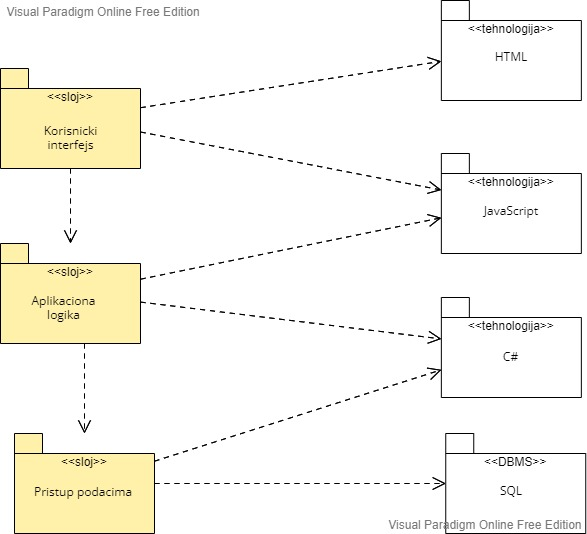 Visual Paradigm Online Free Edition
<<tehnologija>>
HTML
<<sloj>>
Korisnicki
interfejs
<<tehnologija>>
JavaScript
<<sloj>>
Aplikaciona
logika
<<tehnologija>>
C#
<<sloj>>
Pristup podacima
<<DBMS>>
SQL
Visual Paradigm Online Free Edition